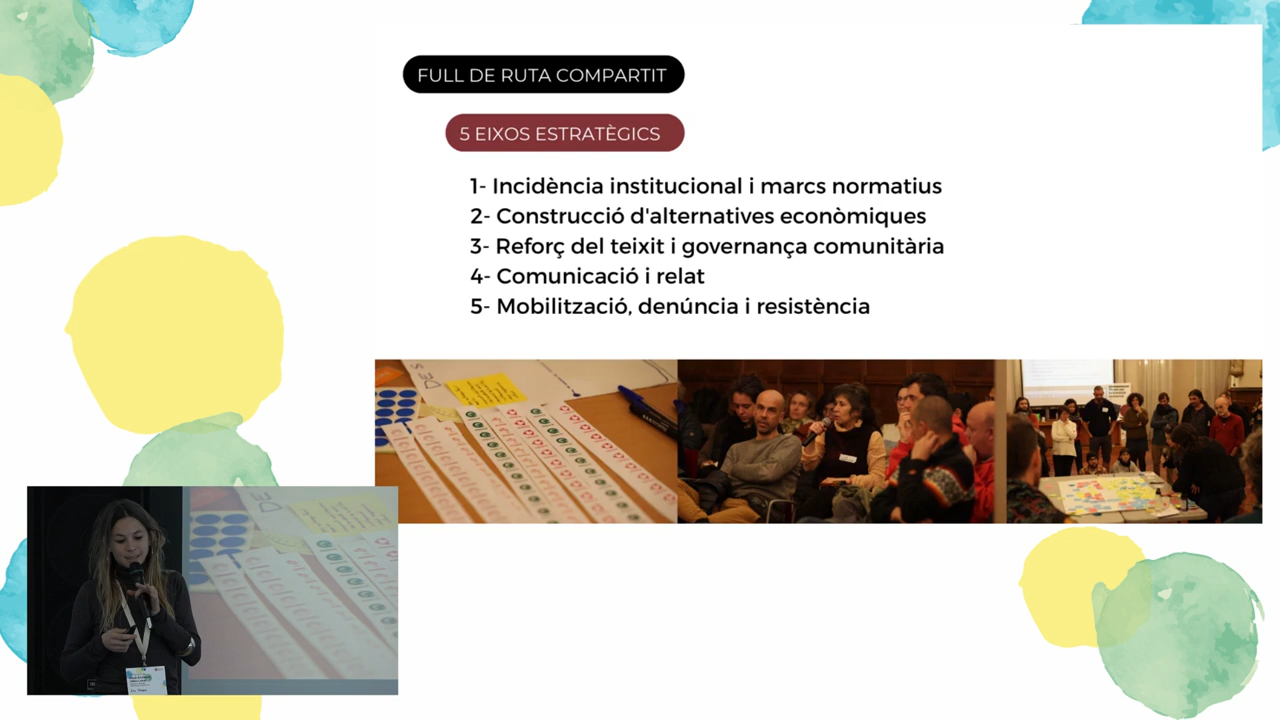 FULL DE RUTA COMPARTIT
5 EIXOS ESTRATÈGICS
1- Incidència institucional i marcs normatius
2- Construcció d'alternatives econòmiques
3- Reforç del teixit i governança comunitària
4- Comunicació i relat
5- Mobilització, denúncia i resistència